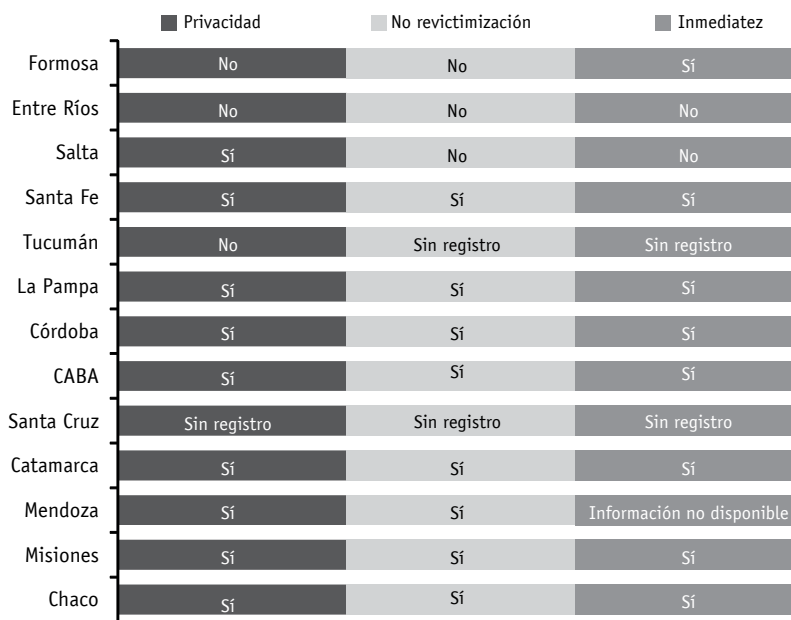 Privacidad No revictimización Inmediatez
Formosa No No Sí
Entre Ríos No No No
Salta Sí No No
Santa Fe Sí Sí Sí
Tucumán No Sin registro Sin registro
La Pampa Sí Sí Sí
Córdoba Sí Sí Sí
CABA Sí Sí Sí
Santa Cruz Sin registro Sin registro Sin registro
Catamarca Sí Sí Sí
Mendoza Sí Sí Información no disponible
Misiones Sí Sí Sí
Chaco Sí Sí Sí